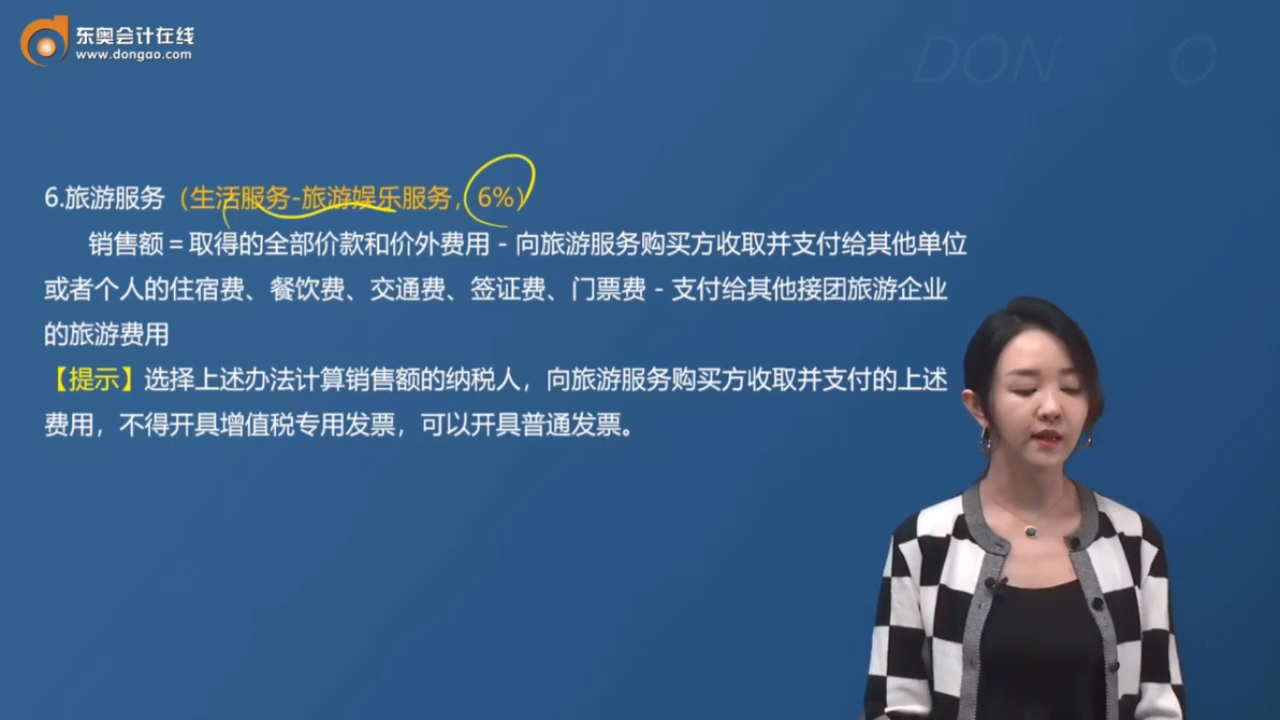 东奥会计在线
www.dongao.com
DON O
6.旅游服务（生活服务-旅游娱乐服务，6%）
销售额＝取得的全部价款和价外费用－向旅游服务购买方收取并支付给其他单位
或者个人的住宿费、餐饮费、交通费、签证费、门票费－支付给其他接团旅游企业
的旅游费用
【提示】选择上述办法计算销售额的纳税人，向旅游服务购买方收取并支付的上述
费用，不得开具增值税专用发票，可以开具普通发票。